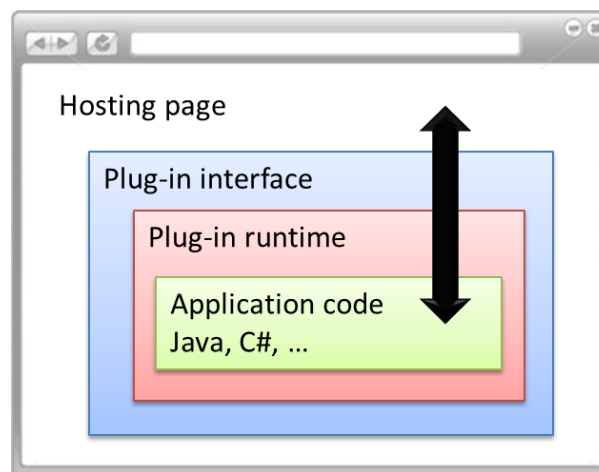 Hosting page
Plug-in interface
Plug-in runtime
Application code
Java, C#, ...